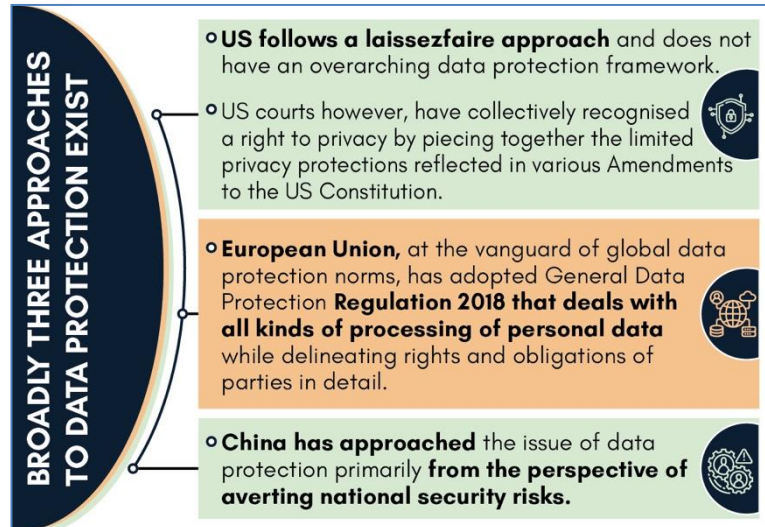 BROADLY THREE APPROACHES
TO DATA PROTECTION EXIST
US follows a laissezfaire approach and does not
have an overarching data protection framework.
US courts however, have collectively recognised
a right to privacy by piecing together the limited
privacy protections reflected in various Amendments
to the US Constitution.
European Union, at the vanguard of global data
protection norms, has adopted General Data
Protection Regulation 2018 that deals with
all kinds of processing of personal data
while delineating rights and obligations of
parties in detail.
China has approached the issue of data
protection primarily from the perspective of
averting national security risks.